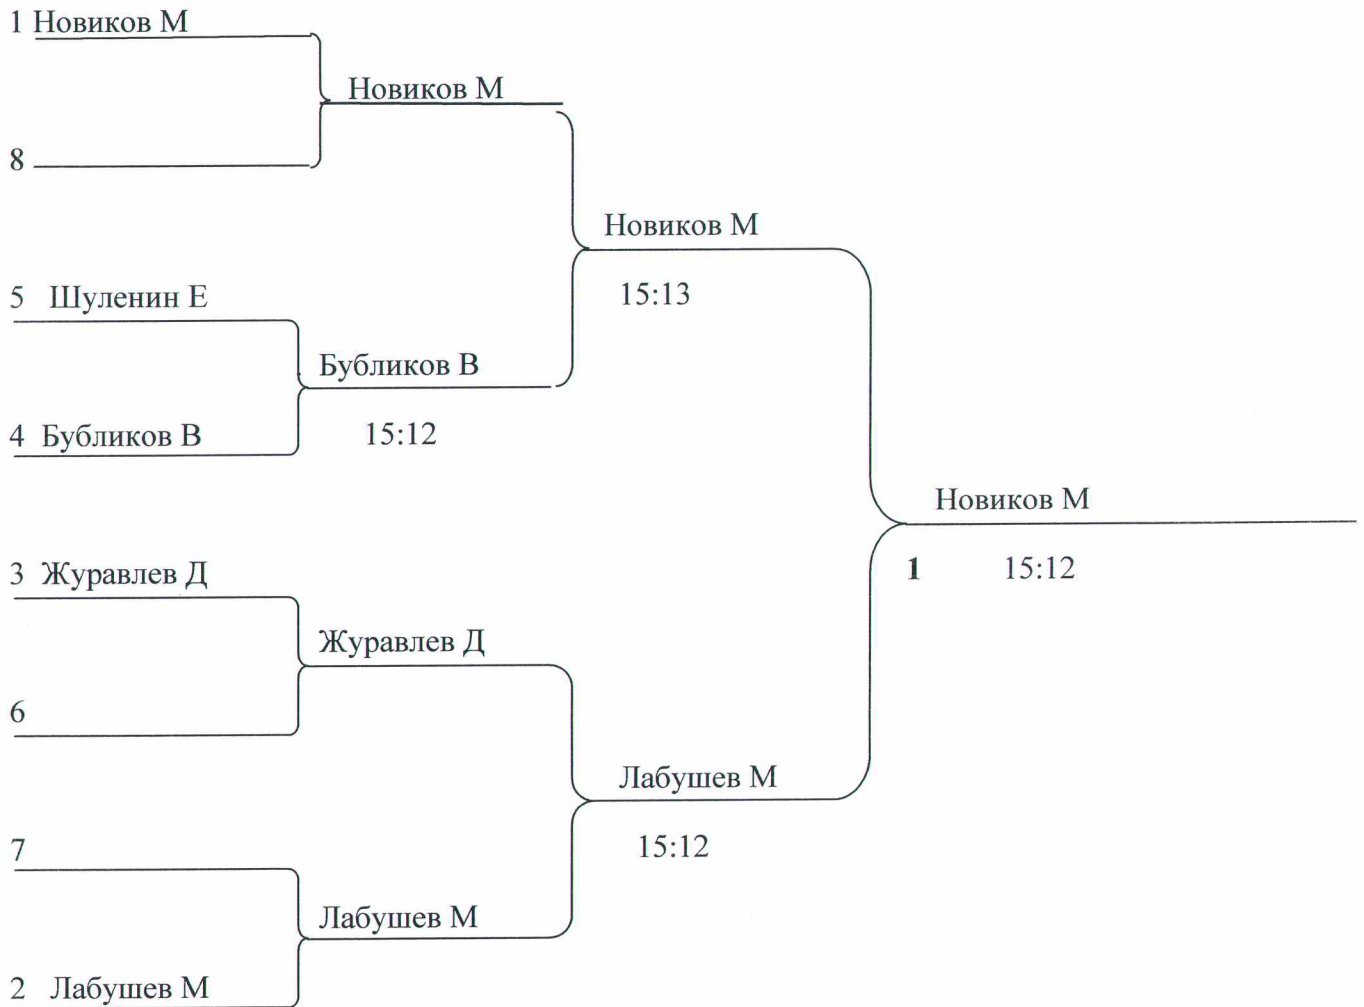 1 Новиков М
Новиков М
8
Новиков М
15:13
5 Шуленин Е
Бубликов В
15:12
4 Бубликов В
Новиков М
1 15:12
3 Журавлев Д
Журавлев Д
6
Лабушев М
15:12
7
Лабушев М
2 Лабушев М